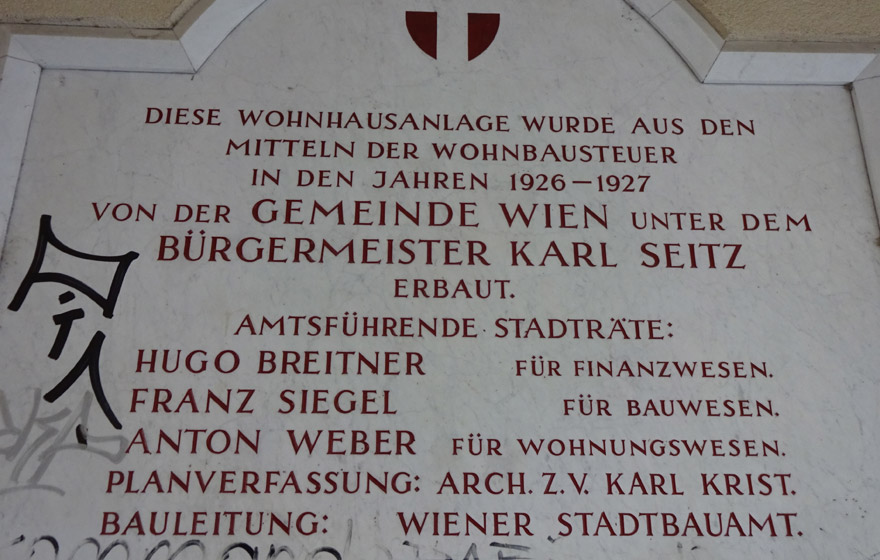 DIESE WOHNHAUSANLAGE WURDE AUS DEN
MITTELN DER WOHNBAUSTEUER
IN DEN JAHREN 1926–1927
VON DER GEMEINDE WIEN UNTER DEM
BÜRGERMEISTER KARL SEITZ
ERBAUT.
AMTSFÜHRENDE STADTRÄTE:
HUGO BREITNER FÜR FINANZWESEN.
FRANZ SIEGEL FÜR BAUWESEN.
ANTON WEBER FÜR WOHNUNGSWESEN.
PLANVERFASSUNG: ARCH. Z.V. KARL KRIST.
BAULEITUNG: WIENER STADTBAUAMT.